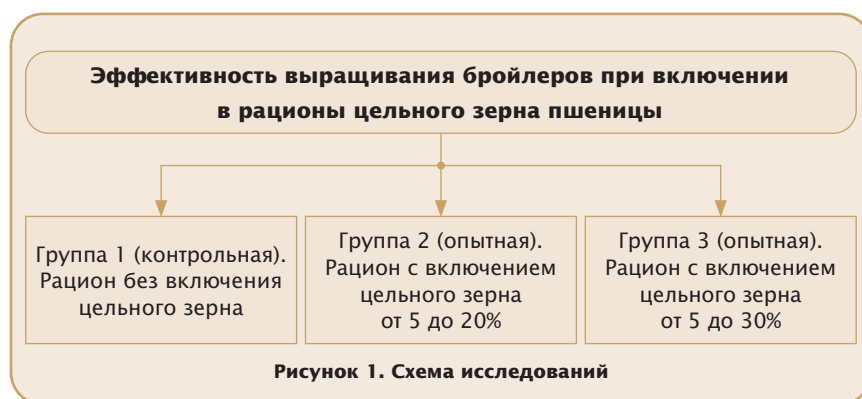 Эффективность выращивания бройлеров при включении
в рационы цельного зерна пшеницы
Группа 1 (контрольная).
Рацион без включения
цельного зерна
Группа 2 (опытная).
Рацион с включением
цельного зерна
от 5 до 20%
Группа 3 (опытная).
Рацион с включением
цельного зерна
от 5 до 30%
Рисунок 1. Схема исследований